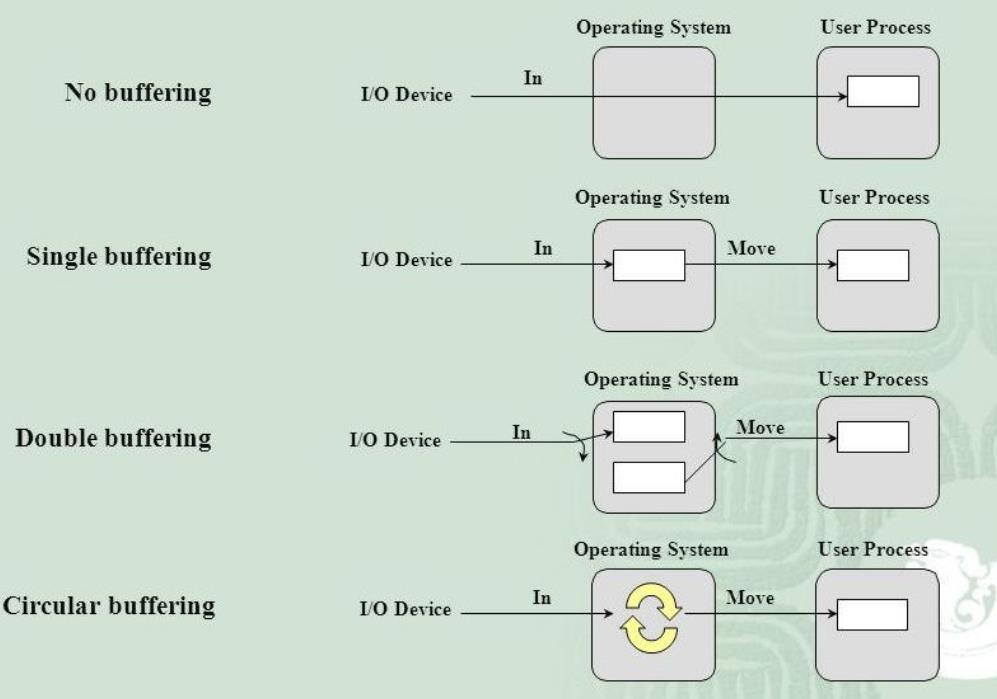 Operating System User Process
No buffering I/O Device In
Operating System User Process
Single buffering I/O Device In Move
Operating System User Process
Double buffering I/O Device In Move
Operating System User Process
Circular buffering I/O Device In Move